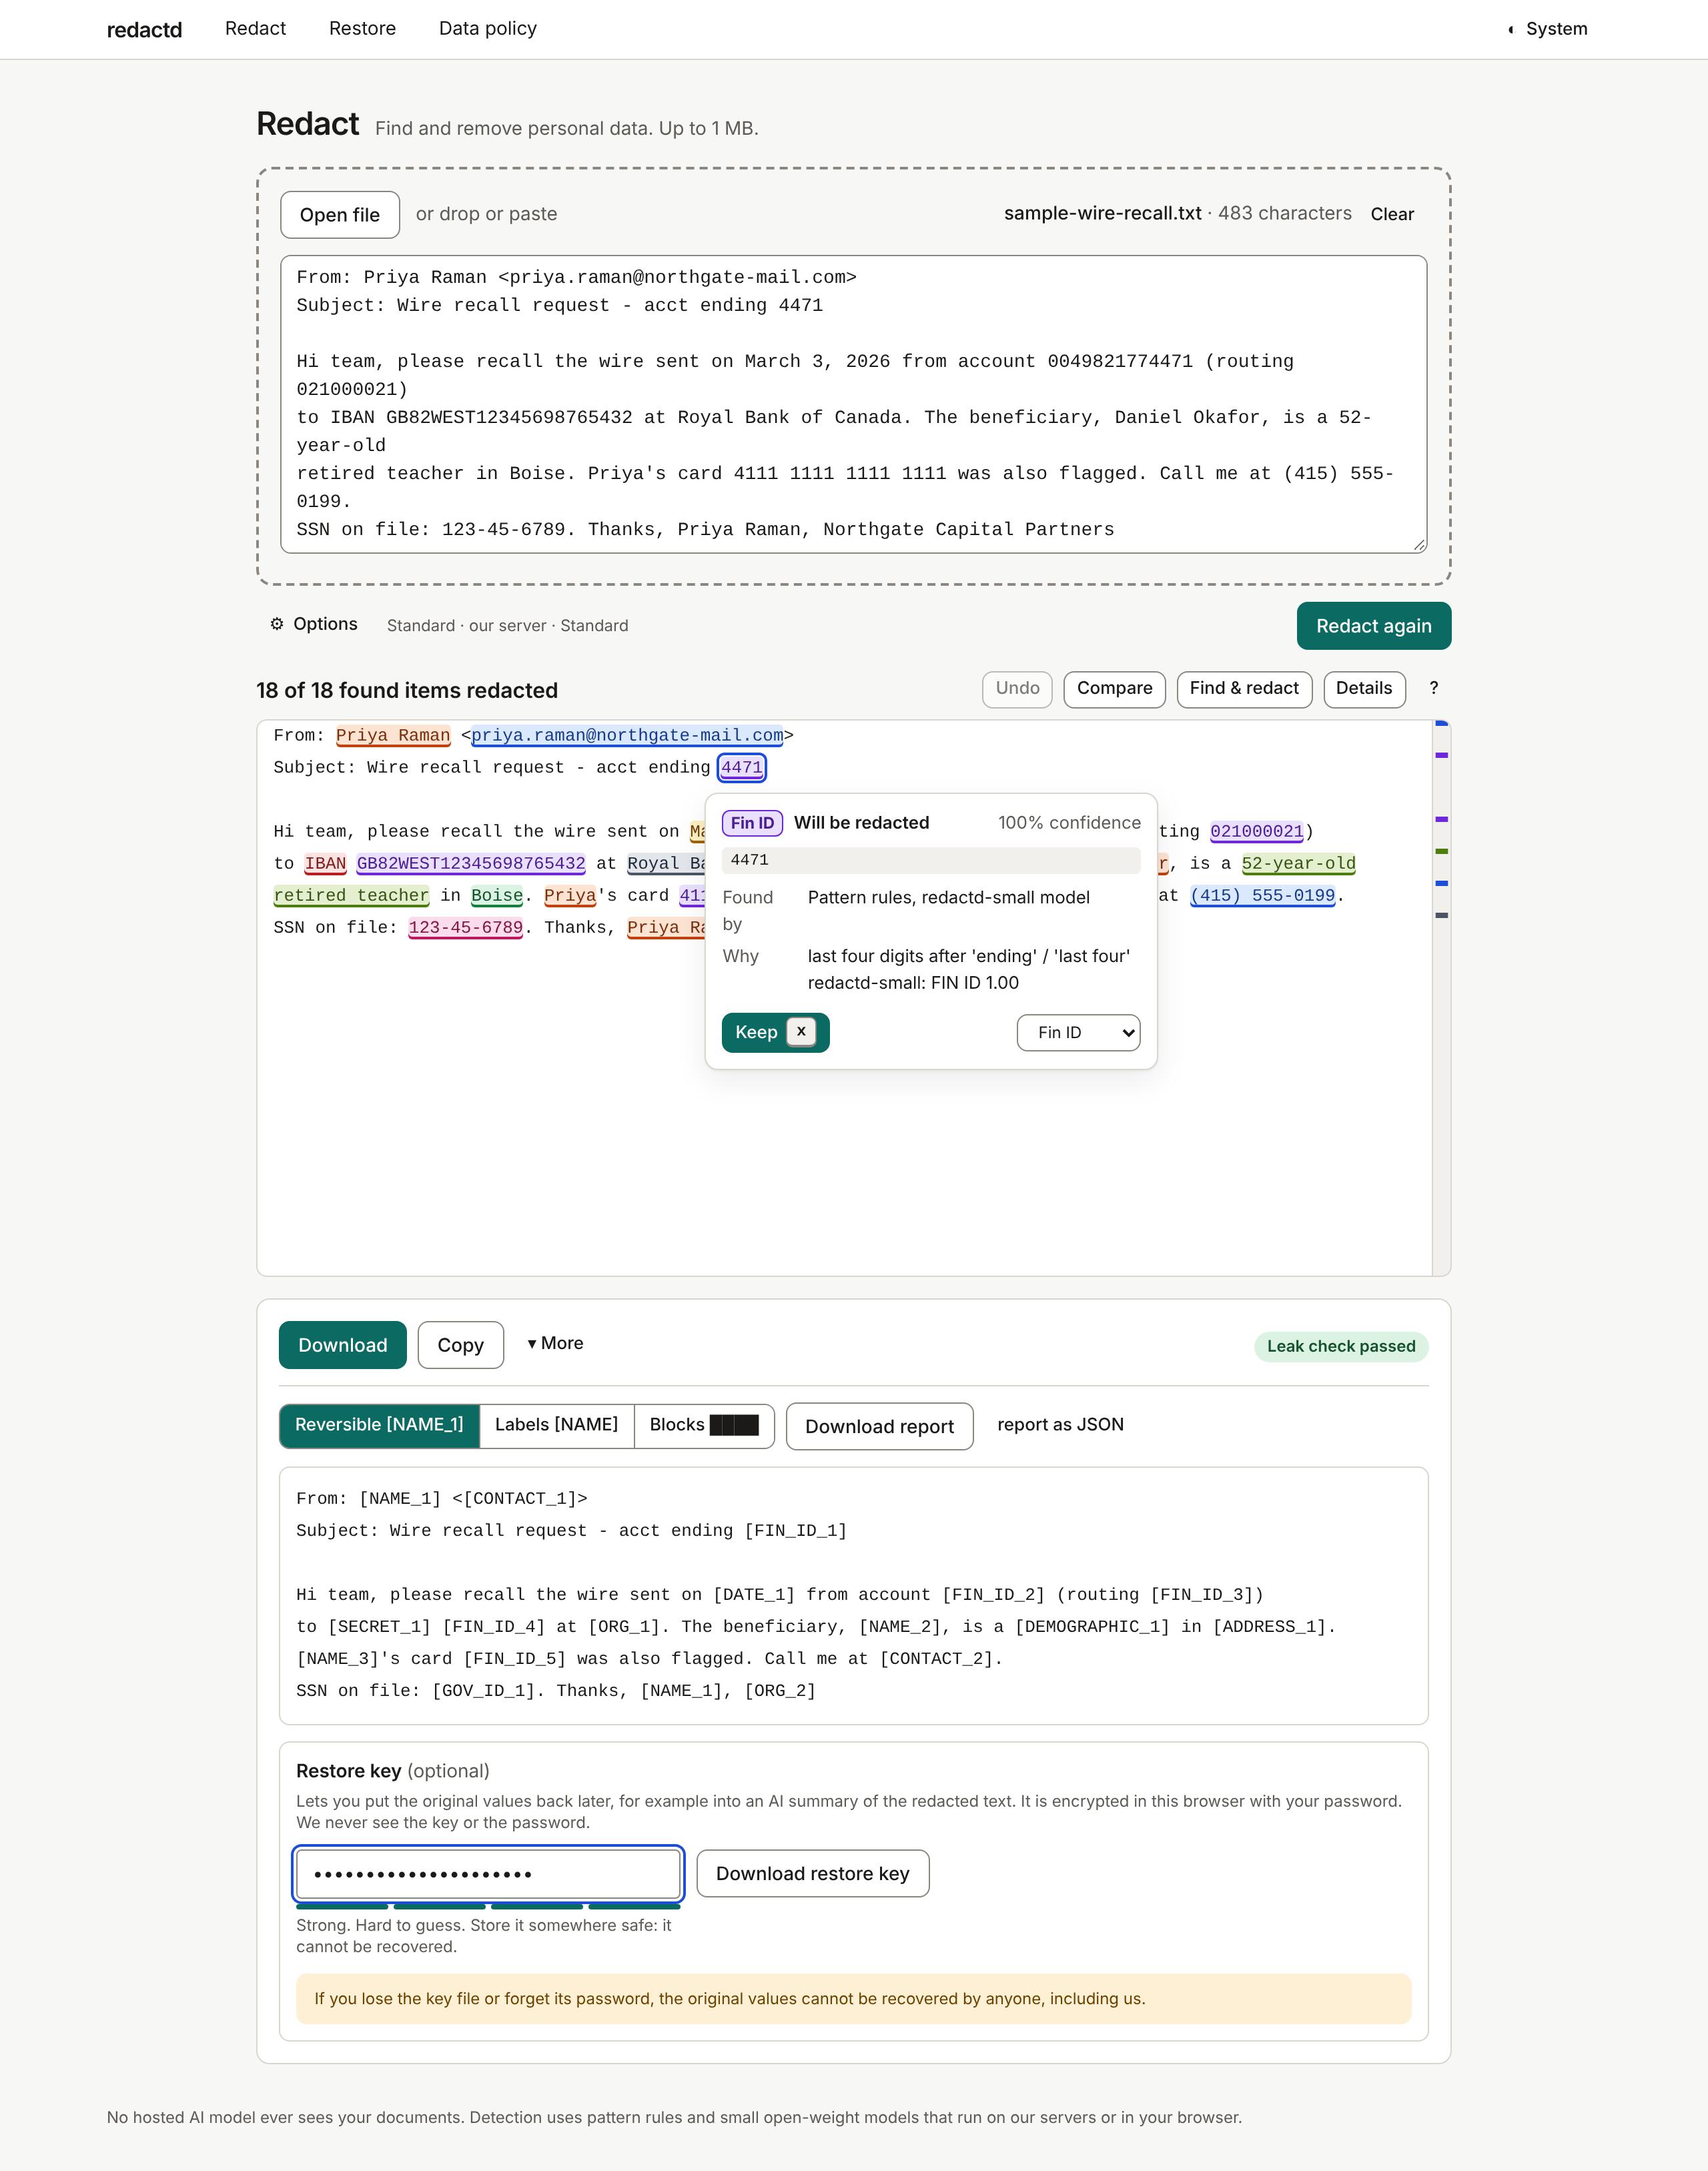 redactd Redact Restore Data policy System
Redact Find and remove personal data. Up to 1 MB.
Open file or drop or paste sample-wire-recall.txt · 483 characters Clear
From: Priya Raman <priya.raman@northgate-mail.com>
Subject: Wire recall request - acct ending 4471
Hi team, please recall the wire sent on March 3, 2026 from account 0049821774471 (routing
021000021)
to IBAN GB82WEST12345698765432 at Royal Bank of Canada. The beneficiary, Daniel Okafor, is a 52-
year-old
retired teacher in Boise. Priya's card 4111 1111 1111 1111 was also flagged. Call me at (415) 555-
0199.
SSN on file: 123-45-6789. Thanks, Priya Raman, Northgate Capital Partners
⚙ Options Standard · our server · Standard Redact again
18 of 18 found items redacted Undo Compare Find & redact Details ?
From: Priya Raman <priya.raman@northgate-mail.com>
Subject: Wire recall request - acct ending 4471
Hi team, please recall the wire sent on Ma ting 021000021)
to IBAN GB82WEST12345698765432 at Royal Ba r, is a 52-year-old
retired teacher in Boise. Priya's card 411 at (415) 555-0199.
SSN on file: 123-45-6789. Thanks, Priya Ra
Fin ID Will be redacted 100% confidence
4471
Found by Pattern rules, redactd-small model
Why last four digits after 'ending' / 'last four'
redactd-small: FIN ID 1.00
Keep x Fin ID
Download Copy ▾ More Leak check passed
Reversible [NAME_1] Labels [NAME] Blocks ████ Download report report as JSON
From: [NAME_1] <[CONTACT_1]>
Subject: Wire recall request - acct ending [FIN_ID_1]
Hi team, please recall the wire sent on [DATE_1] from account [FIN_ID_2] (routing [FIN_ID_3])
to [SECRET_1] [FIN_ID_4] at [ORG_1]. The beneficiary, [NAME_2], is a [DEMOGRAPHIC_1] in [ADDRESS_1].
[NAME_3]'s card [FIN_ID_5] was also flagged. Call me at [CONTACT_2].
SSN on file: [GOV_ID_1]. Thanks, [NAME_1], [ORG_2]
Restore key (optional)
Lets you put the original values back later, for example into an AI summary of the redacted text. It is encrypted in this browser with your password.
We never see the key or the password.
••••••••••••••••••••• Download restore key
Strong. Hard to guess. Store it somewhere safe: it
cannot be recovered.
If you lose the key file or forget its password, the original values cannot be recovered by anyone, including us.
No hosted AI model ever sees your documents. Detection uses pattern rules and small open-weight models that run on our servers or in your browser.